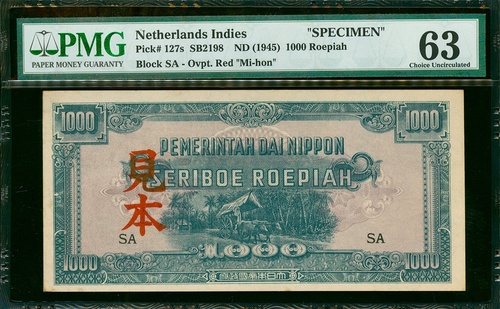 PMG
PAPER MONEY GUARANTY
Netherlands Indies "SPECIMEN"
Pick# 127s SB2198 ND (1945) 1000 Roepiah
Block SA - Ovpt. Red "Mi-hon"
63
Choice Uncirculated
1000 1000
PEMERINTAH DAI NIPPON
SERIBOE ROEPIAH
見本
SA SA
1000
1000 1000